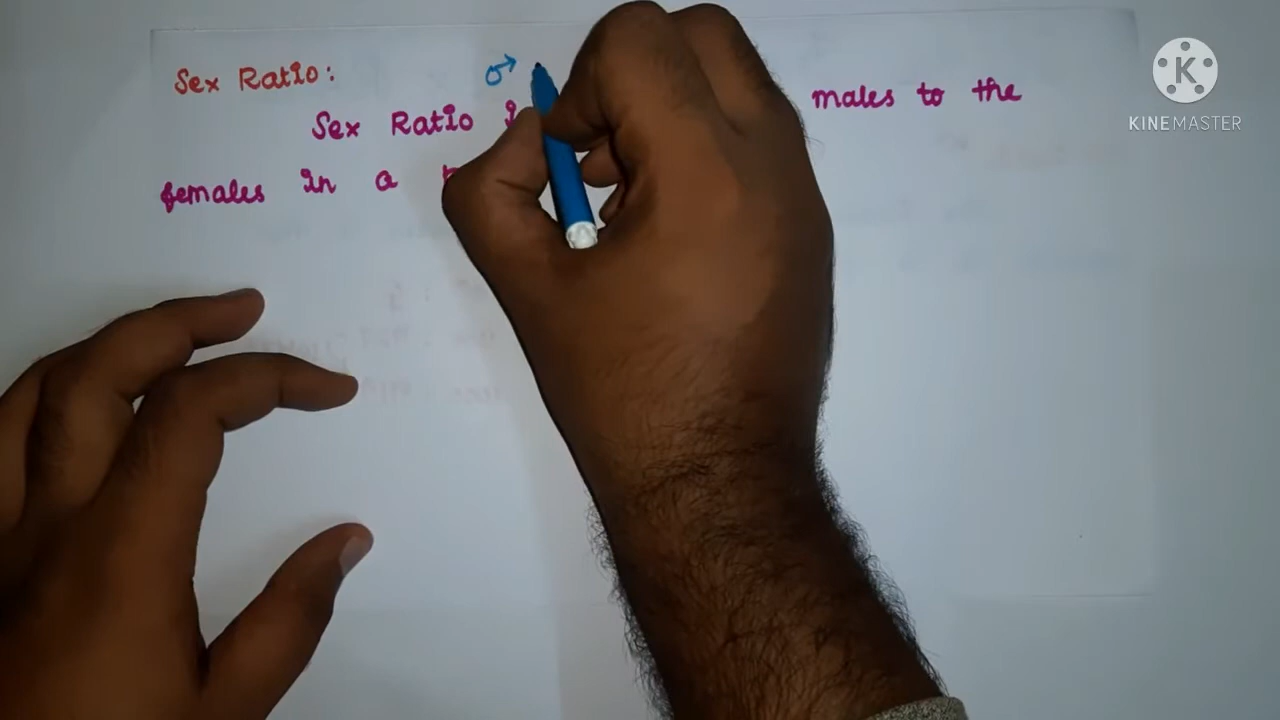 Sex Ratio: ♂
Sex Ratio males to the
females in a
K
KINEMASTER